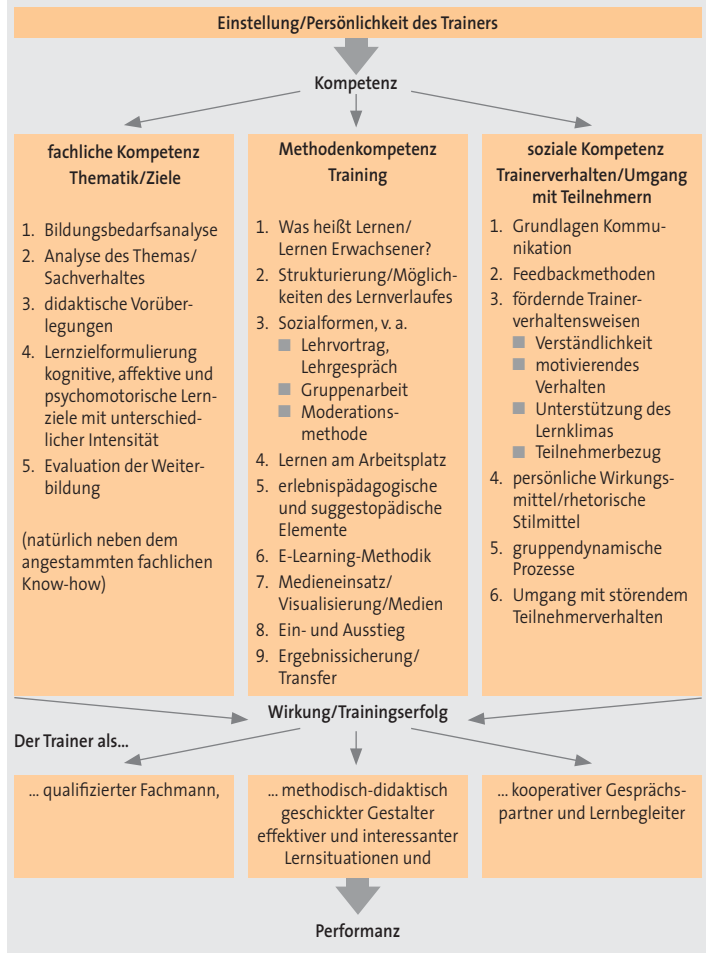 Einstellung/Persönlichkeit des Trainers
Kompetenz
fachliche Kompetenz
Thematik/Ziele
1. Bildungsbedarfsanalyse
2. Analyse des Themas/
Sachverhaltes
3. didaktische Vorüber-
legungen
4. Lernzielformulierung
kognitive, affektive und
psychomotorische Lern-
ziele mit unterschied-
licher Intensität
5. Evaluation der Weiter-
bildung
(natürlich neben dem
angestammten fachlichen
Know-how)
Methodenkompetenz
Training
1. Was heißt Lernen/
Lernen Erwachsener?
2. Strukturierung/Möglich-
keiten des Lernverlaufes
3. Sozialformen, v. a.
■ Lehrvortrag,
Lehrgespräch
■ Gruppenarbeit
■ Moderations-
methode
4. Lernen am Arbeitsplatz
5. erlebnispädagogische
und suggestopädische
Elemente
6. E-Learning-Methodik
7. Medieneinsatz/
Visualisierung/Medien
8. Ein- und Ausstieg
9. Ergebnissicherung/
Transfer
soziale Kompetenz
Trainerverhalten/Umgang
mit Teilnehmern
1. Grundlagen Kommu-
nikation
2. Feedbackmethoden
3. fördernde Trainer-
verhaltensweisen
■ Verständlichkeit
■ motivierendes
Verhalten
■ Unterstützung des
Lernklimas
■ Teilnehmerbezug
4. persönliche Wirkungs-
mittel/rhetorische
Stilmittel
5. gruppendynamische
Prozesse
6. Umgang mit störendem
Teilnehmerverhalten
Wirkung/Trainingserfolg
Der Trainer als...
... qualifizierter Fachmann,
... methodisch-didaktisch
geschickter Gestalter
effektiver und interessanter
Lernsituationen und
... kooperativer Gesprächs-
partner und Lernbegleiter
Performanz